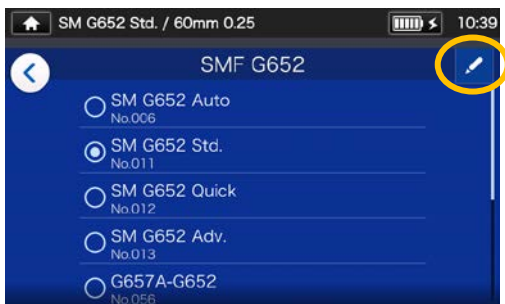 SM G652 Std. / 60mm 0.25 10:39
SMF G652
SM G652 Auto
No.006
SM G652 Std.
No.011
SM G652 Quick
No.012
SM G652 Adv.
No.013
G657A-G652
No.056